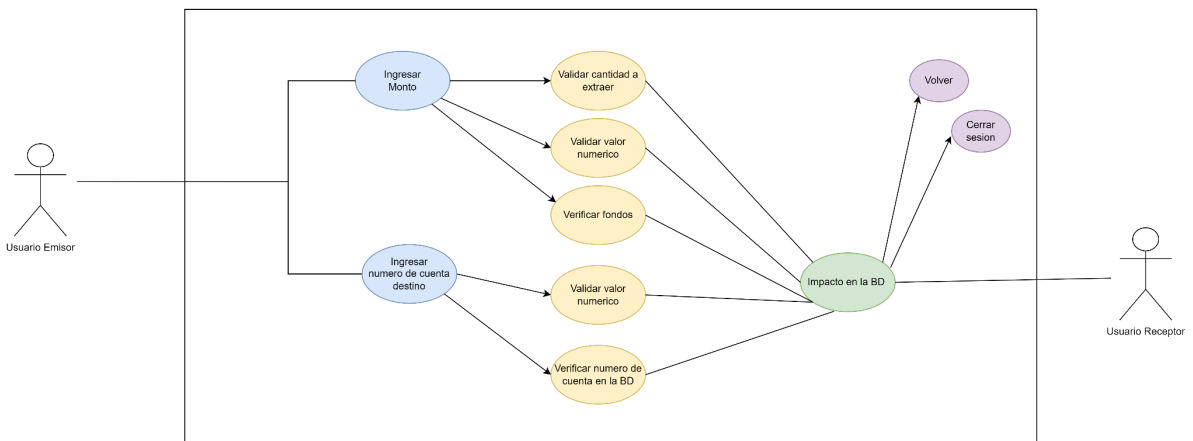 Ingresar
Monto
Validar cantidad a
extraer
Volver
Cerrar
sesion
Validar valor
numerico
Verificar fondos
Usuario Emisor
Ingresar
numero de cuenta
destino
Validar valor
numerico
Impacto en la BD
Usuario Receptor
Verificar numero de
cuenta en la BD